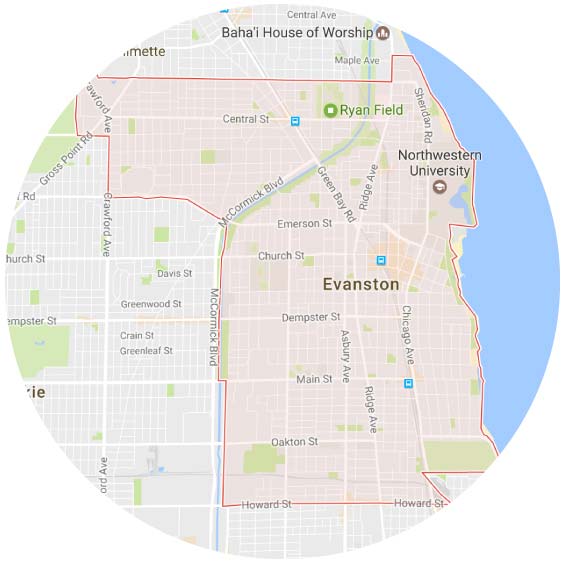 Central Ave
Baha'i House of Worship
mette
Maple Ave
Crawford Ave
Sheridan Rd
Central St
Ryan Field
Gross Point Rd
Northwestern
University
Green Bay Rd
Ridge Ave
McCormick Blvd
Rd
Crawford Ave
Emerson St
hurch St
Church St
Davis St
Evanston
McCormick Blvd
Greenwood St
Chicago Ave
empster St
Dempster St
Crain St
Asbury Ave
Greenleaf St
Main St
kie
Ridge Ave
Oakton St
ord Ave
Howard St
Howard St